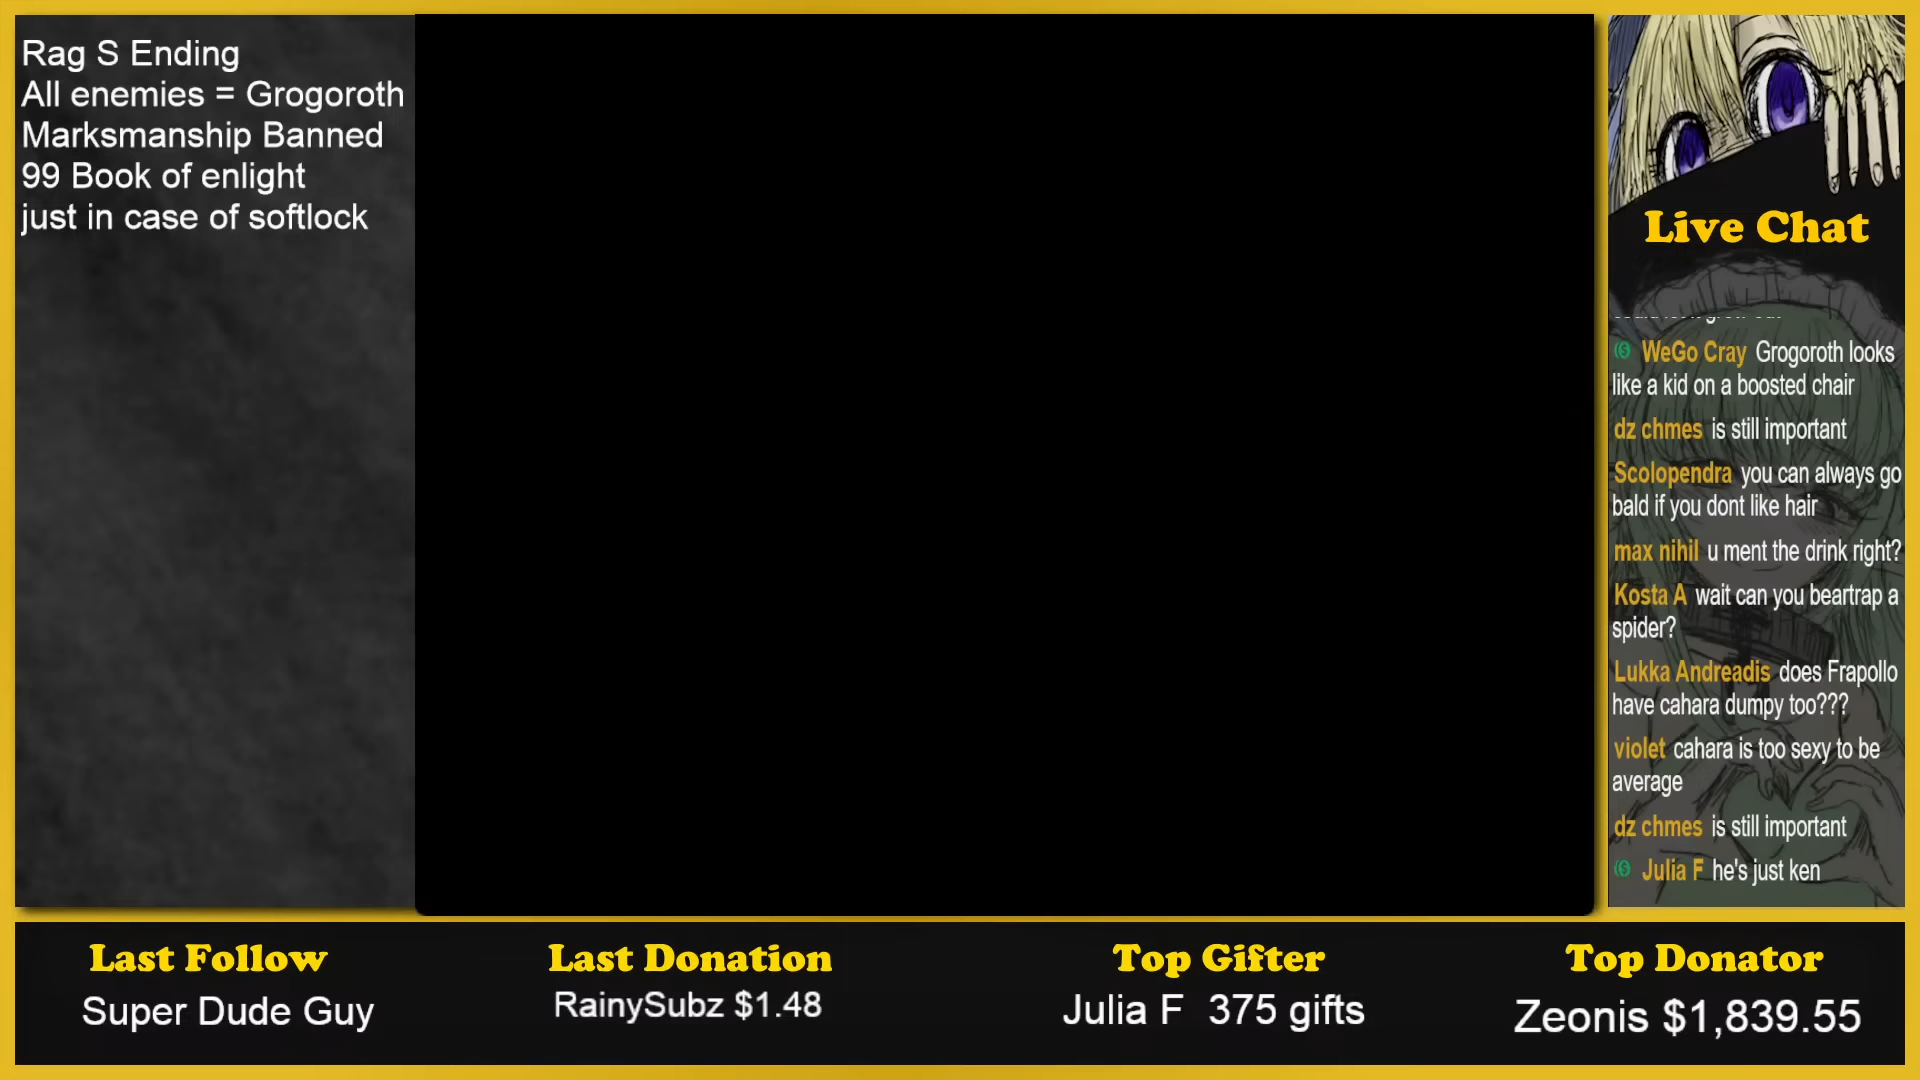 Rag S Ending
All enemies = Grogoroth
Marksmanship Banned
99 Book of enlight
just in case of softlock
Live Chat
WeGo Cray Grogoroth looks
like a kid on a boosted chair
dz chmes is still important
Scolopendra you can always go
bald if you dont like hair
max nihil u ment the drink right?
Kosta A wait can you beartrap a
spider?
Lukka Andreadis does Frapollo
have cahara dumpy too???
violet cahara is too sexy to be
average
dz chmes is still important
Julia F he's just ken
Last Follow
Super Dude Guy
Last Donation
RainySubz $1.48
Top Gifter
Julia F 375 gifts
Top Donator
Zeonis $1,839.55